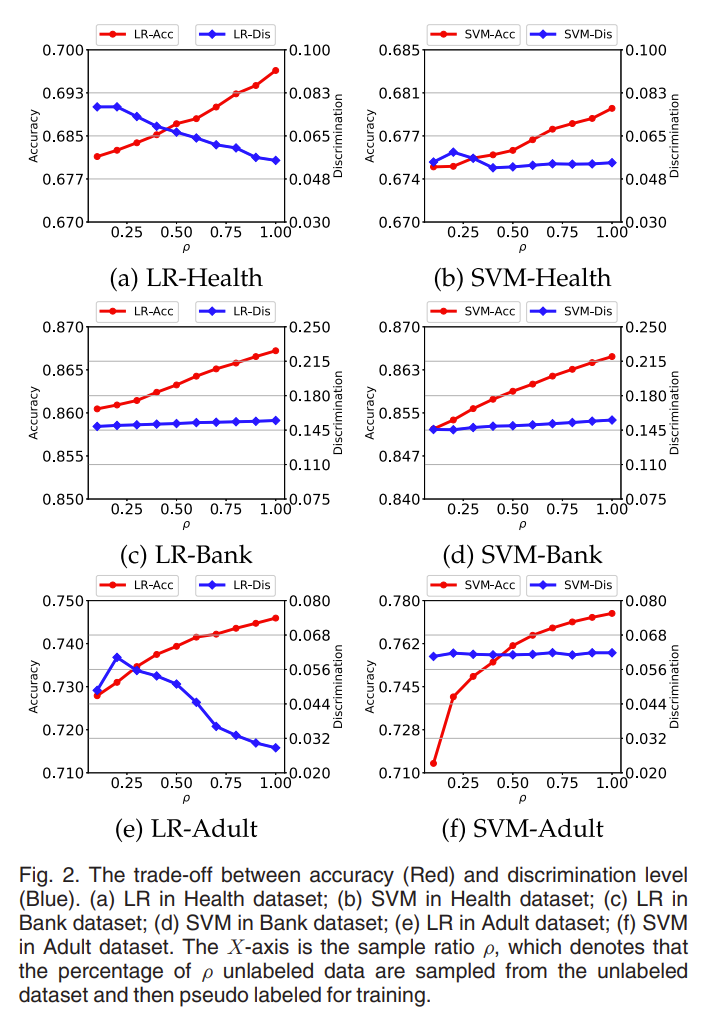 LR-Acc LR-Dis
0.700 0.100
0.693 0.083
0.685 0.065
0.677 0.048
0.670 0.030
Accuracy
Discrimination
0.25 0.50 0.75 1.00
ρ
(a) LR-Health
SVM-Acc SVM-Dis
0.685 0.100
0.681 0.083
0.677 0.065
0.674 0.048
0.670 0.030
Accuracy
Discrimination
0.25 0.50 0.75 1.00
ρ
(b) SVM-Health
LR-Acc LR-Dis
0.870 0.250
0.865 0.215
0.180
0.860
0.145
0.855 0.110
0.850 0.075
Accuracy
Discrimination
0.25 0.50 0.75 1.00
ρ
(c) LR-Bank
SVM-Acc SVM-Dis
0.870 0.250
0.863 0.215
0.180
0.855
0.145
0.847 0.110
0.840 0.075
Accuracy
Discrimination
0.25 0.50 0.75 1.00
ρ
(d) SVM-Bank
LR-Acc LR-Dis
0.750 0.080
0.740 0.068
0.056
0.730
0.044
0.720 0.032
0.710 0.020
Accuracy
Discrimination
0.25 0.50 0.75 1.00
ρ
(e) LR-Adult
SVM-Acc SVM-Dis
0.780 0.080
0.762 0.068
0.056
0.745
0.044
0.728 0.032
0.710 0.020
Accuracy
Discrimination
0.25 0.50 0.75 1.00
ρ
(f) SVM-Adult
Fig. 2. The trade-off between accuracy (Red) and discrimination level
(Blue). (a) LR in Health dataset; (b) SVM in Health dataset; (c) LR in
Bank dataset; (d) SVM in Bank dataset; (e) LR in Adult dataset; (f) SVM
in Adult dataset. The X-axis is the sample ratio ρ, which denotes that
the percentage of ρ unlabeled data are sampled from the unlabeled
dataset and then pseudo labeled for training.